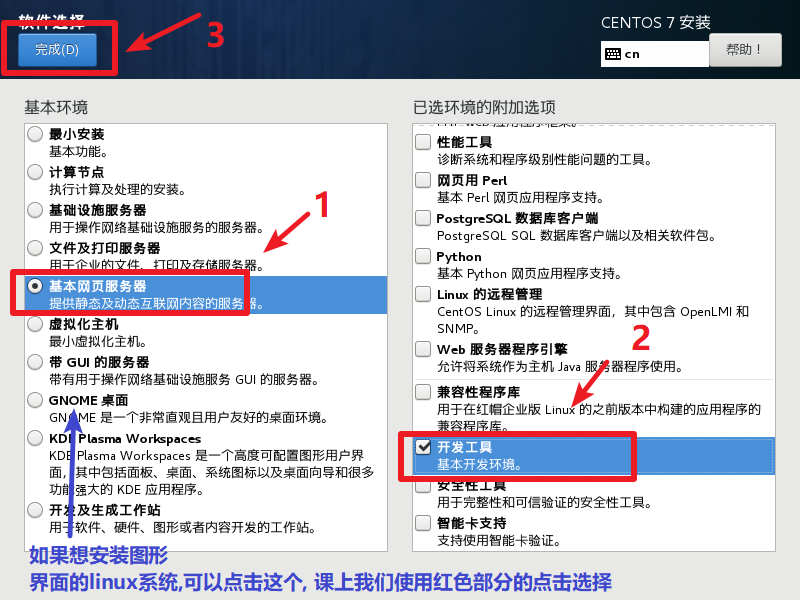 软件选择
完成(D)
3
CENTOS 7 安装
cn
帮助！
基本环境
最小安装
基本功能。
计算节点
执行计算及处理的安装。
基础设施服务器
用于操作网络基础设施服务的服务器。
1
文件及打印服务器
用于企业的文件、打印及存储服务器。
基本网页服务器
提供静态及动态互联网内容的服务器。
虚拟化主机
最小虚拟化主机。
带 GUI 的服务器
带有用于操作网络基础设施服务 GUI 的服务器。
GNOME 桌面
GNOME 是一个非常直观且用户友好的桌面环境。
KDE Plasma Workspaces
KDE Plasma Workspaces 是一个高度可配置图形用户界
面，其中包括面板、桌面、系统图标以及桌面向导和很多
功能强大的 KDE 应用程序。
开发及生成工作站
用于软件、硬件、图形或者内容开发的工作站。
已选环境的附加选项
性能工具
诊断系统和程序级别性能问题的工具。
网页用 Perl
基本 Perl 网页应用程序支持。
PostgreSQL 数据库客户端
PostgreSQL SQL 数据库客户端以及相关软件包。
Python
基本 Python 网页应用程序支持。
Linux 的远程管理
CentOS Linux 的远程管理界面，其中包含 OpenLMI 和
SNMP。
2
Web 服务器程序引擎
允许将系统作为主机 Java 服务器程序使用。
兼容性程序库
用于在红帽企业版 Linux 的之前版本中构建的应用程序的
兼容程序库。
开发工具
基本开发环境。
安全性工具
用于完整性和可信验证的安全性工具。
智能卡支持
支持使用智能卡验证。
如果想安装图形
界面的linux系统,可以点击这个, 课上我们使用红色部分的点击选择